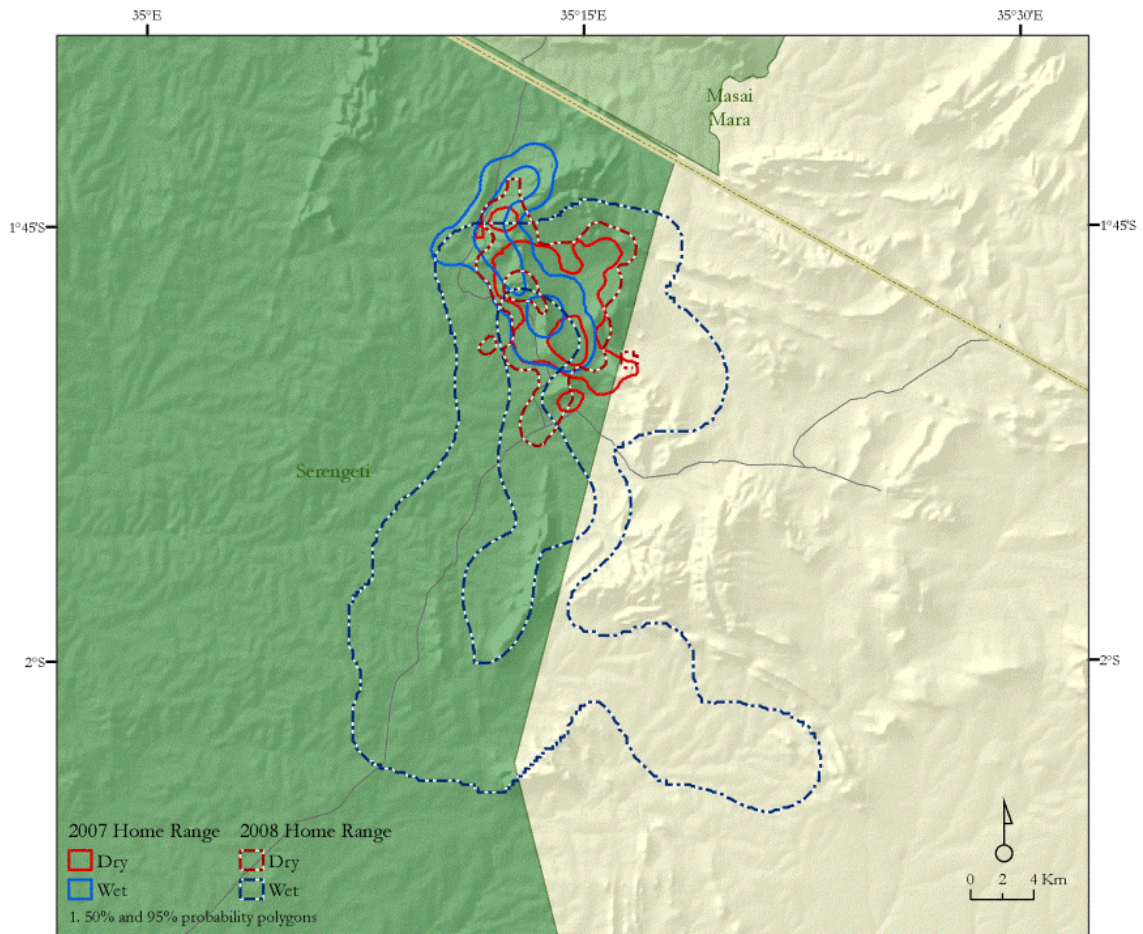 35°E 35°15'E 35°30'E
Masai
Mara
1°45'S 1°45'S
Serengeti
2°S 2°S
2007 Home Range 2008 Home Range
Dry Dry
Wet Wet
0 2 4 Km
1. 50% and 95% probability polygons